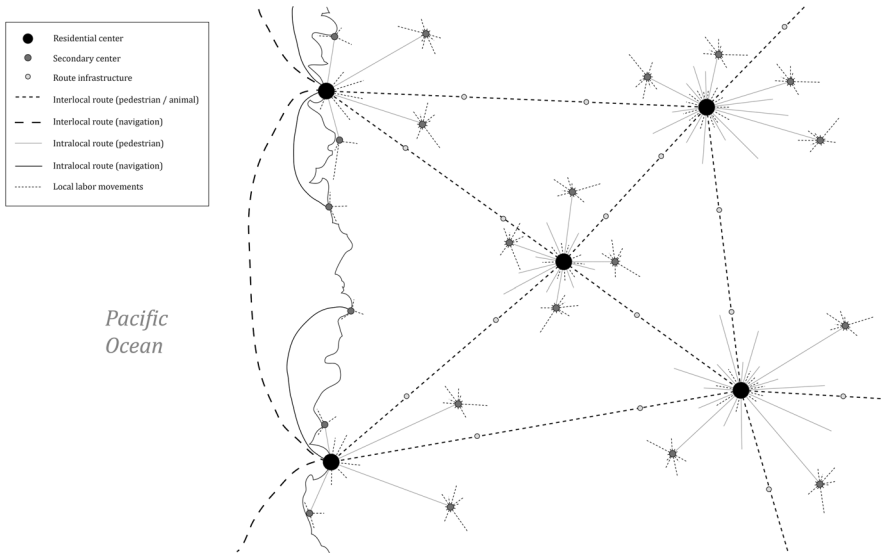 Residential center
Secondary center
Route infrastructure
Interlocal route (pedestrian / animal)
Interlocal route (navigation)
Intralocal route (pedestrian)
Intralocal route (navigation)
Local labor movements
Pacific
Ocean